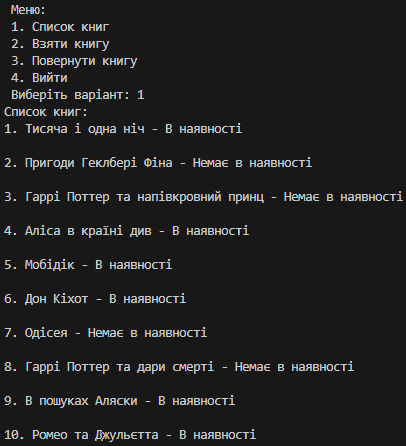 Меню:
1. Список книг
2. Взяти книгу
3. Повернути книгу
4. Вийти
Виберіть варіант: 1
Список книг:
1. Тисяча і одна ніч - В наявності
2. Пригоди Геклбері Фіна - Немає в наявності
3. Гаррі Поттер та напівкровний принц - Немає в наявності
4. Аліса в країні див - В наявності
5. Мобідік - В наявності
6. Дон Кіхот - В наявності
7. Одісея - Немає в наявності
8. Гаррі Поттер та дари смерті - Немає в наявності
9. В пошуках Аляски - В наявності
10. Ромео та Джульєтта - В наявності